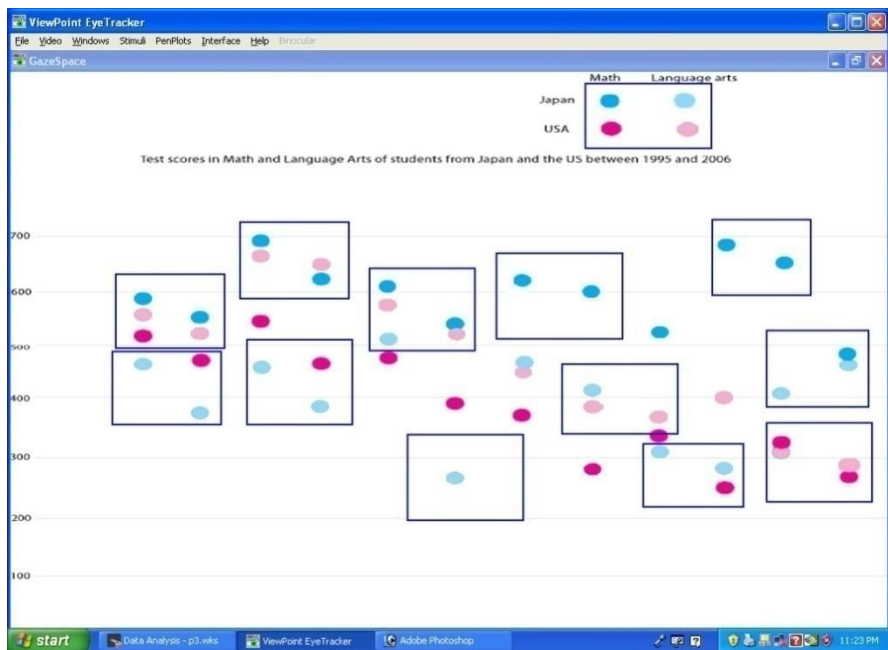 ViewPoint EyeTracker
File Video Windows Stimuli PenPlots Interface Help Binocular
GazeSpace
Math Language arts
Japan
USA
Test scores in Math and Language Arts of students from Japan and the US between 1995 and 2006
700
600
500
400
300
200
100
start Data Analysis - p3.wks ViewPoint EyeTracker Adobe Photoshop 11:23 PM